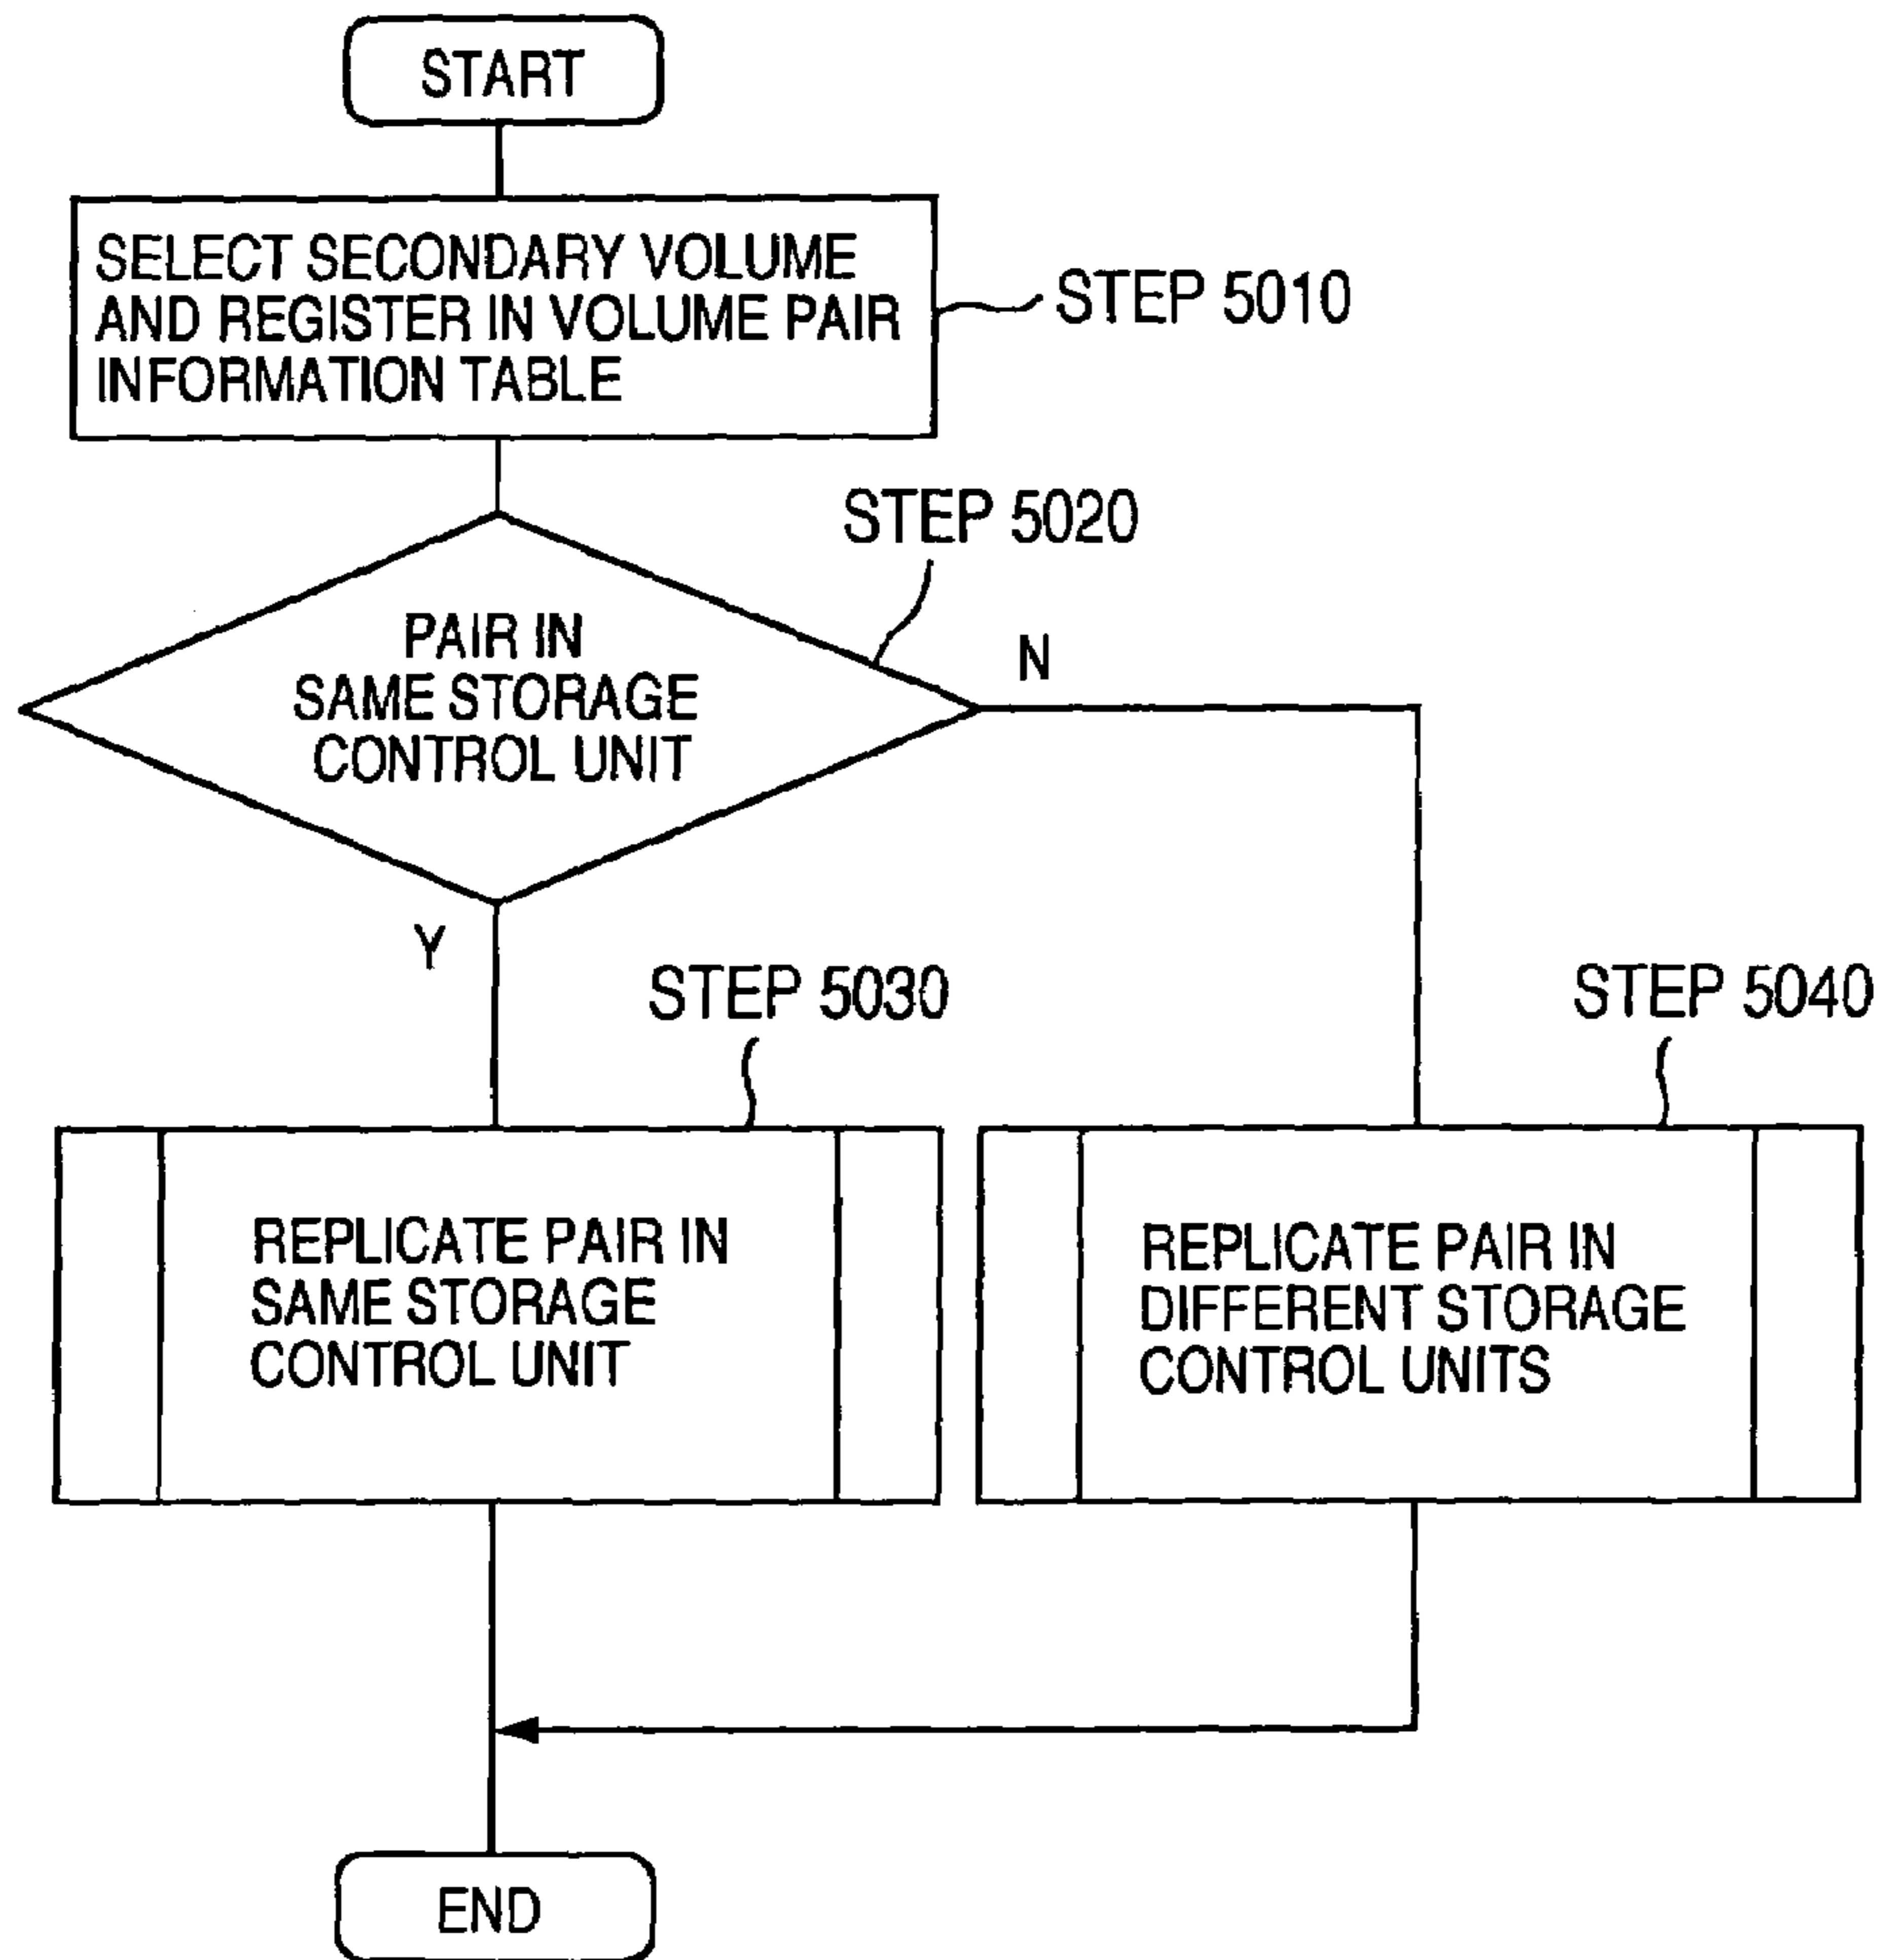 START
SELECT SECONDARY VOLUME
AND REGISTER IN VOLUME PAIR
INFORMATION TABLE
STEP 5010
STEP 5020
PAIR IN
SAME STORAGE
CONTROL UNIT
N
Y
STEP 5030
STEP 5040
REPLICATE PAIR IN
SAME STORAGE
CONTROL UNIT
REPLICATE PAIR IN
DIFFERENT STORAGE
CONTROL UNITS
END